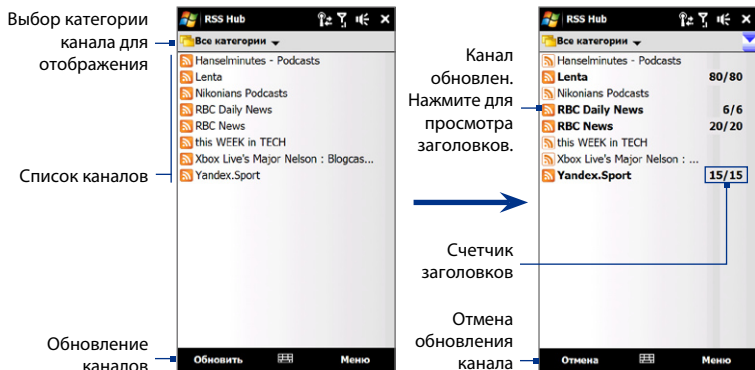 Выбор категории
канала для
отображения
Список каналов
Обновление
каналов
RSS Hub
Все категории
Hanselminutes - Podcasts
Lenta
Nikonians Podcasts
RBC Daily News
RBC News
this WEEK in TECH
Xbox Live's Major Nelson : Blogcas...
Yandex.Sport
Обновить
Меню
Канал
обновлен.
Нажмите для
просмотра
заголовков.
Счетчик
заголовков
Отмена
обновления
канала
RSS Hub
Все категории
Hanselminutes - Podcasts
Lenta 80/80
Nikonians Podcasts
RBC Daily News 6/6
RBC News 20/20
this WEEK in TECH
Xbox Live's Major Nelson : ...
Yandex.Sport 15/15
Отмена
Меню